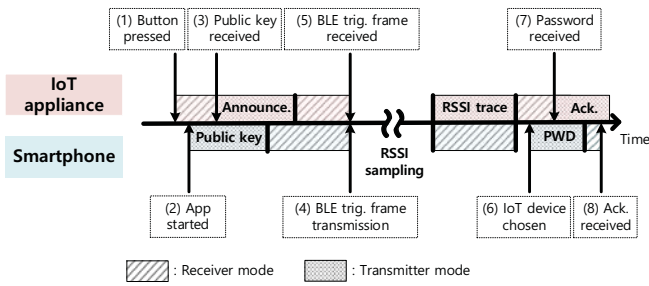 (1) Button
pressed
(3) Public key
received
(5) BLE trig. frame
received
(7) Password
received
IoT
appliance
Announce.
RSSI trace
Ack.
Smartphone
Public key
RSSI
sampling
PWD
Time
(2) App
started
(4) BLE trig. frame
transmission
(6) IoT device
chosen
(8) Ack.
received
: Receiver mode
: Transmitter mode